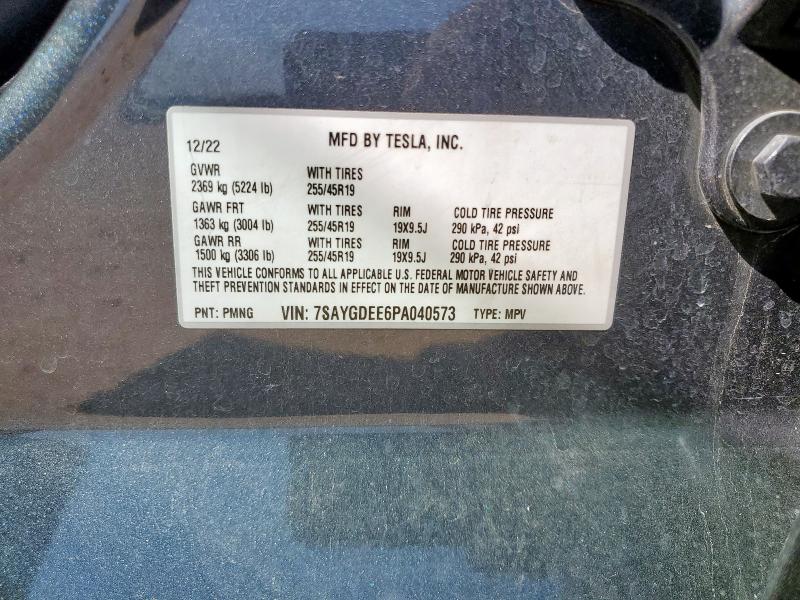 12/22 MFD BY TESLA, INC.
GVWR WITH TIRES
2369 kg (5224 lb) 255/45R19
GAWR FRT WITH TIRES RIM COLD TIRE PRESSURE
1363 kg (3004 lb) 255/45R19 19X9.5J 290 kPa, 42 psi
GAWR RR WITH TIRES RIM COLD TIRE PRESSURE
1500 kg (3306 lb) 255/45R19 19X9.5J 290 kPa, 42 psi
THIS VEHICLE CONFORMS TO ALL APPLICABLE U.S. FEDERAL MOTOR VEHICLE SAFETY AND
THEFT PREVENTION STANDARDS IN EFFECT ON THE DATE OF MANUFACTURE SHOWN ABOVE.
PNT: PMNG VIN: 7SAYGDEE6PA040573 TYPE: MPV